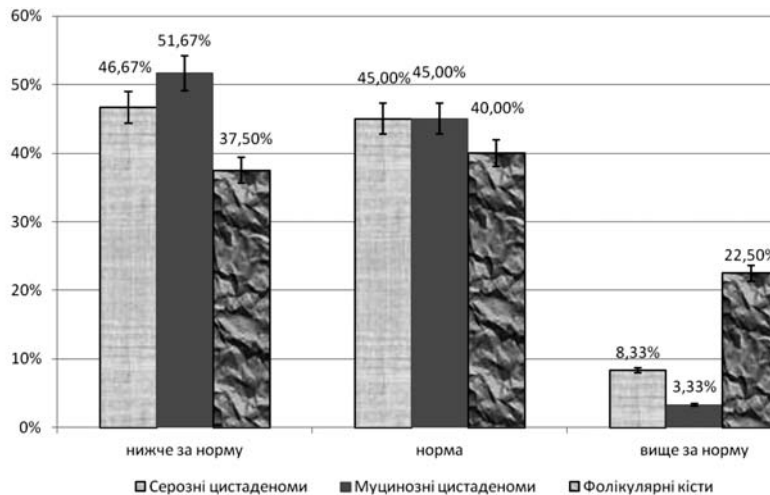 60%
50%
40%
30%
20%
10%
0%
46,67%
51,67%
37,50%
45,00%
45,00%
40,00%
8,33%
3,33%
22,50%
нижче за норму
норма
вище за норму
Серозні цистаденоми
Муцинозні цистаденоми
Фолікулярні кісти